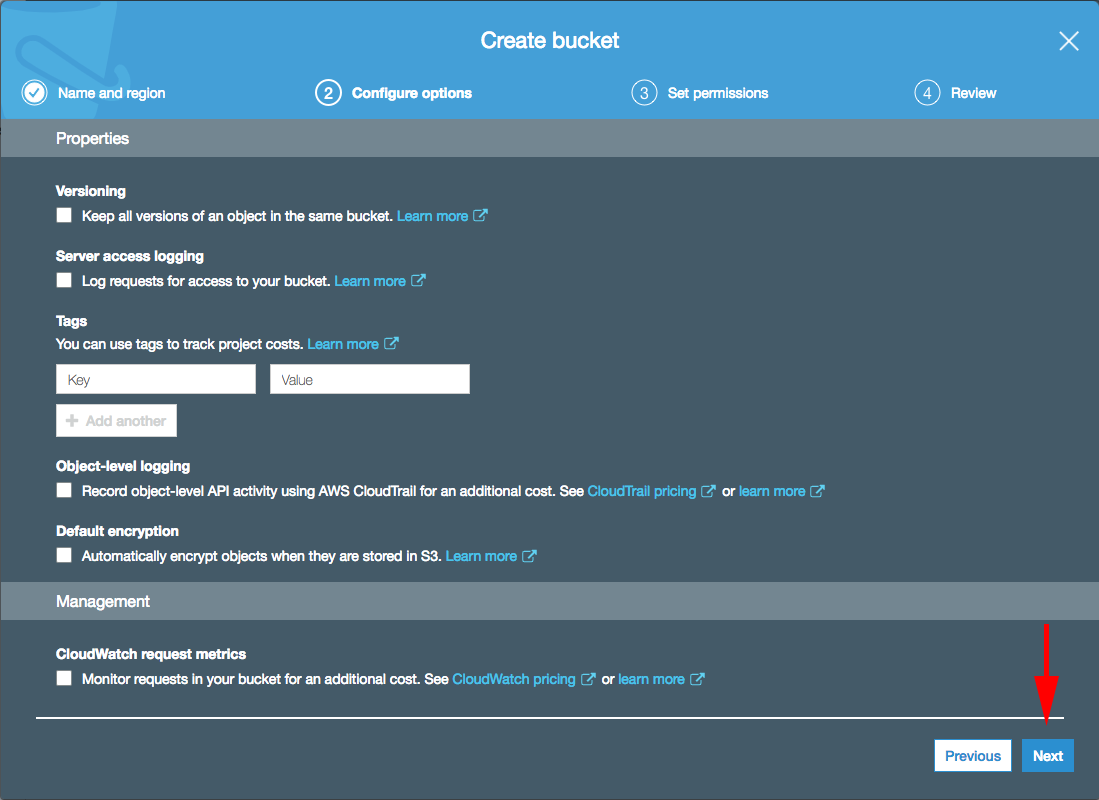 Create bucket
Name and region
2 Configure options
3 Set permissions
4 Review
Properties
Versioning
Keep all versions of an object in the same bucket. Learn more
Server access logging
Log requests for access to your bucket. Learn more
Tags
You can use tags to track project costs. Learn more
Key
Value
Add another
Object-level logging
Record object-level API activity using AWS CloudTrail for an additional cost. See CloudTrail pricing or learn more
Default encryption
Automatically encrypt objects when they are stored in S3. Learn more
Management
CloudWatch request metrics
Monitor requests in your bucket for an additional cost. See CloudWatch pricing or learn more
Previous
Next